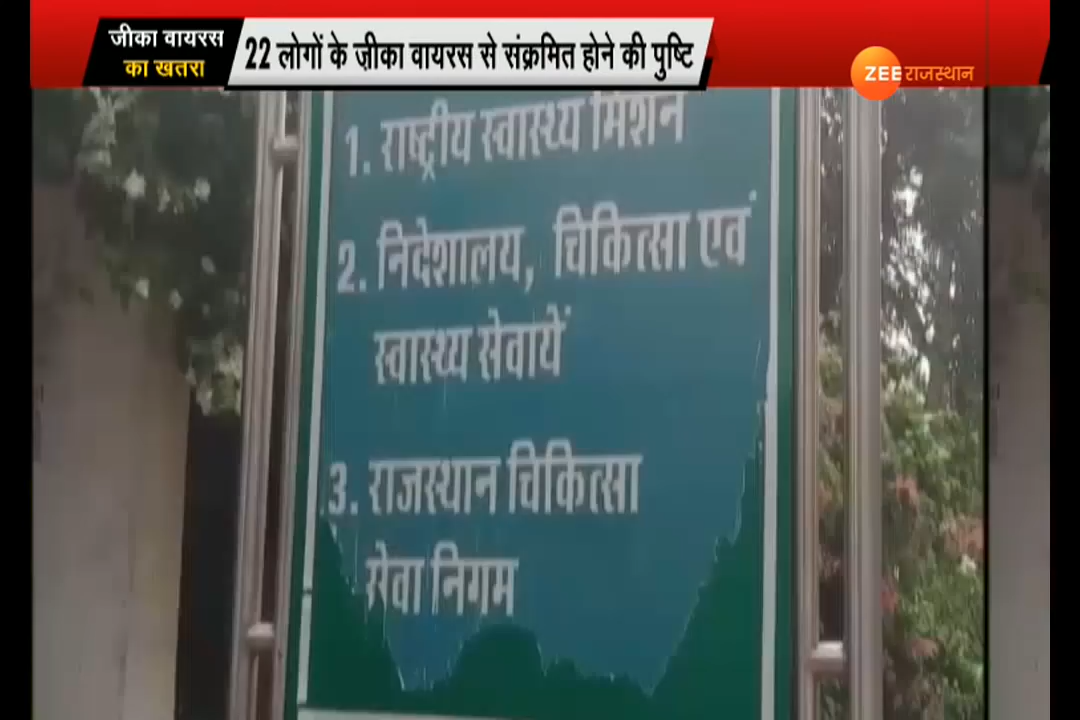 जीका वायरस
का खतरा
22 लोगों के ज़ीका वायरस से संक्रमित होने की पुष्टि
ZEE राजस्थान
1. राष्ट्रीय स्वास्थ्य मिशन
2. निदेशालय, चिकित्सा एवं
स्वास्थ्य सेवायें
3. राजस्थान चिकित्सा
सेवा निगम